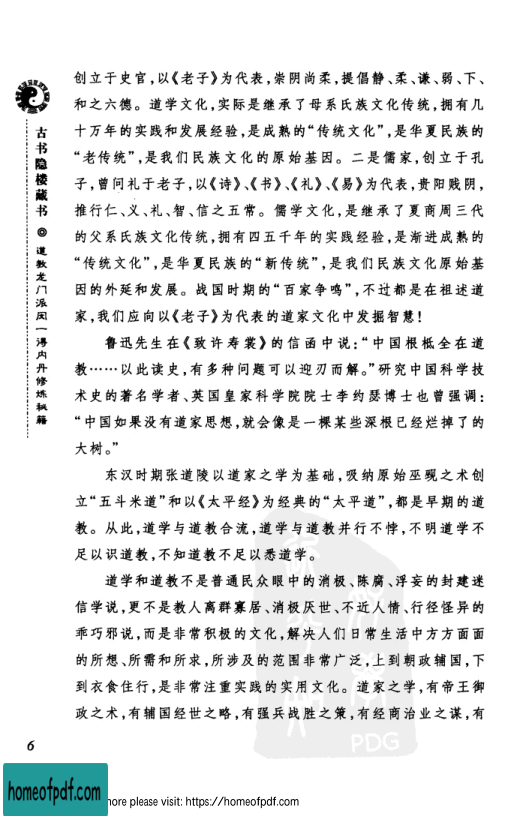 创立于史官，以《老子》为代表，崇阴尚柔，提倡静、柔、谦、弱、下、
和之六德。道学文化，实际是继承了母系氏族文化传统，拥有几
十万年的实践和发展经验，是成熟的“传统文化”，是华夏民族的
“老传统”，是我们民族文化的原始基因。二是儒家，创立于孔
子，曾问礼于老子，以《诗》、《书》、《礼》、《易》为代表，贵阳贱阴，
推行仁、义、礼、智、信之五常。儒学文化，是继承了夏商周三代
的父系氏族文化传统，拥有四五千年的实践经验，是渐进成熟的
“传统文化”，是华夏民族的“新传统”，是我们民族文化原始基
因的外延和发展。战国时期的“百家争鸣”，不过都是在祖述道
家，我们应向以《老子》为代表的道家文化中发掘智慧！
鲁迅先生在《致许寿裳》的信函中说：“中国根柢全在道
教……以此读史，有多种问题可以迎刃而解。”研究中国科学技
术史的著名学者、英国皇家科学院院士李约瑟博士也曾强调：
“中国如果没有道家思想，就会像是一棵某些深根已经烂掉了的
大树。”
东汉时期张道陵以道家之学为基础，吸纳原始巫觋之术创
立“五斗米道”和以《太平经》为经典的“太平道”，都是早期的道
教。从此，道学与道教合流，道学与道教并行不悖，不明道学不
足以识道教，不知道教不足以悉道学。
道学和道教不是普通民众眼中的消极、陈腐、浮妄的封建迷
信学说，更不是教人离群寡居、消极厌世、不近人情、行径怪异的
乖巧邪说，而是非常积极的文化，解决人们日常生活中方方面面
的所想、所需和所求，所涉及的范围非常广泛，上到朝政辅国，下
到衣食住行，是非常注重实践的实用文化。道家之学，有帝王御
政之术，有辅国经世之略，有强兵战胜之策，有经商治业之谋，有
古书隐楼藏书
道教龙门派闵一得内丹修炼秘籍
6
PDG
homeofpdf.com
more please visit: https://homeofpdf.com